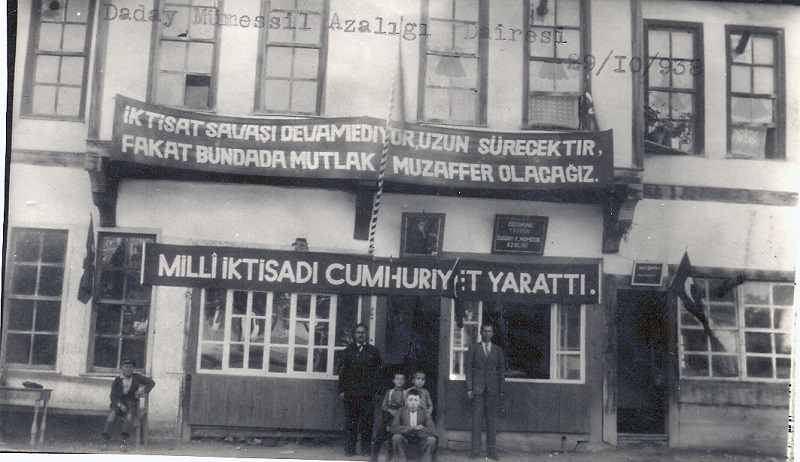 Daday Mümessil Azalığı Dairesi
29/IO/938
İKTİSAT SAVAŞI DEVAM EDİYOR, UZUN SÜRECEKTİR,
FAKAT BUNDADA MUTLAK MUZAFFER OLACAĞIZ.
MİLLÎ İKTİSADI CUMHURİYET YARATTI.